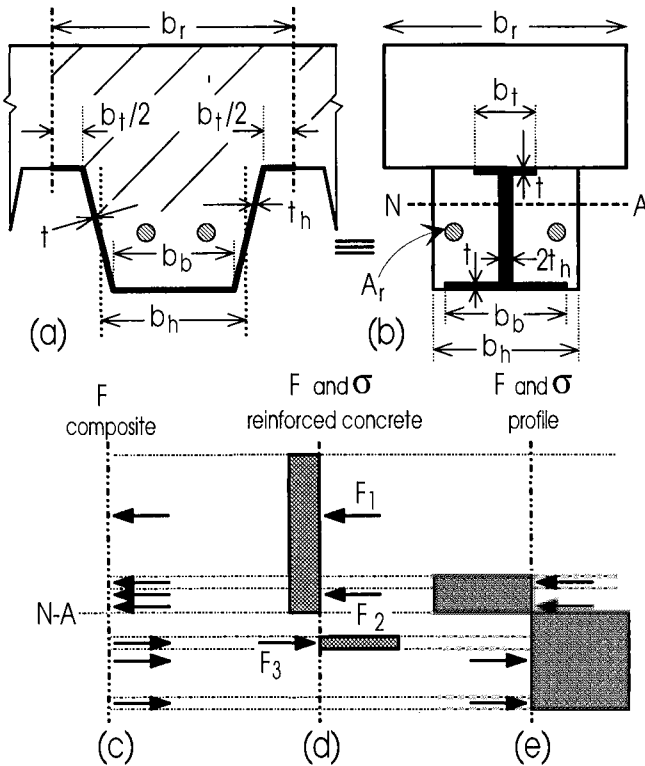 b_r
b_r
b_t/2
b_t/2
b_t
t
N
A
t
t_h
b_b
A_r
t
2t_h
b_b
b_h
b_h
(a)
(b)
F
composite
F and σ
reinforced concrete
F and σ
profile
F_1
N-A
F_2
F_3
(c)
(d)
(e)